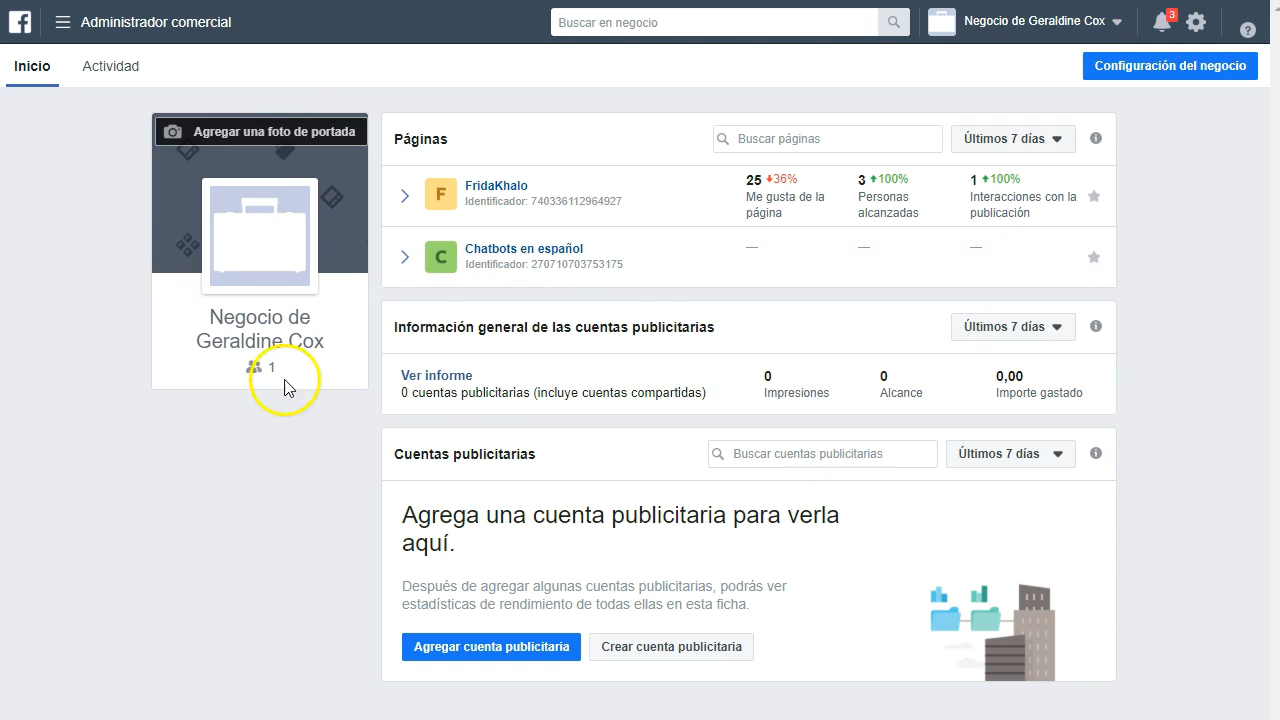 Administrador comercial
Buscar en negocio
Negocio de Geraldine Cox
3
?
Inicio
Actividad
Configuración del negocio
Agregar una foto de portada
Negocio de
Geraldine Cox
1
Páginas
Buscar páginas
Últimos 7 días
F
FridaKhalo
Identificador: 740336112964927
25 36%
Me gusta de la
página
3 100%
Personas
alcanzadas
1 100%
Interacciones con la
publicación
C
Chatbots en español
Identificador: 270710703753175
—
—
—
Información general de las cuentas publicitarias
Últimos 7 días
Ver informe
0 cuentas publicitarias (incluye cuentas compartidas)
0
Impresiones
0
Alcance
0,00
Importe gastado
Cuentas publicitarias
Buscar cuentas publicitarias
Últimos 7 días
Agrega una cuenta publicitaria para verla
aquí.
Después de agregar algunas cuentas publicitarias, podrás ver
estadísticas de rendimiento de todas ellas en esta ficha.
Agregar cuenta publicitaria
Crear cuenta publicitaria